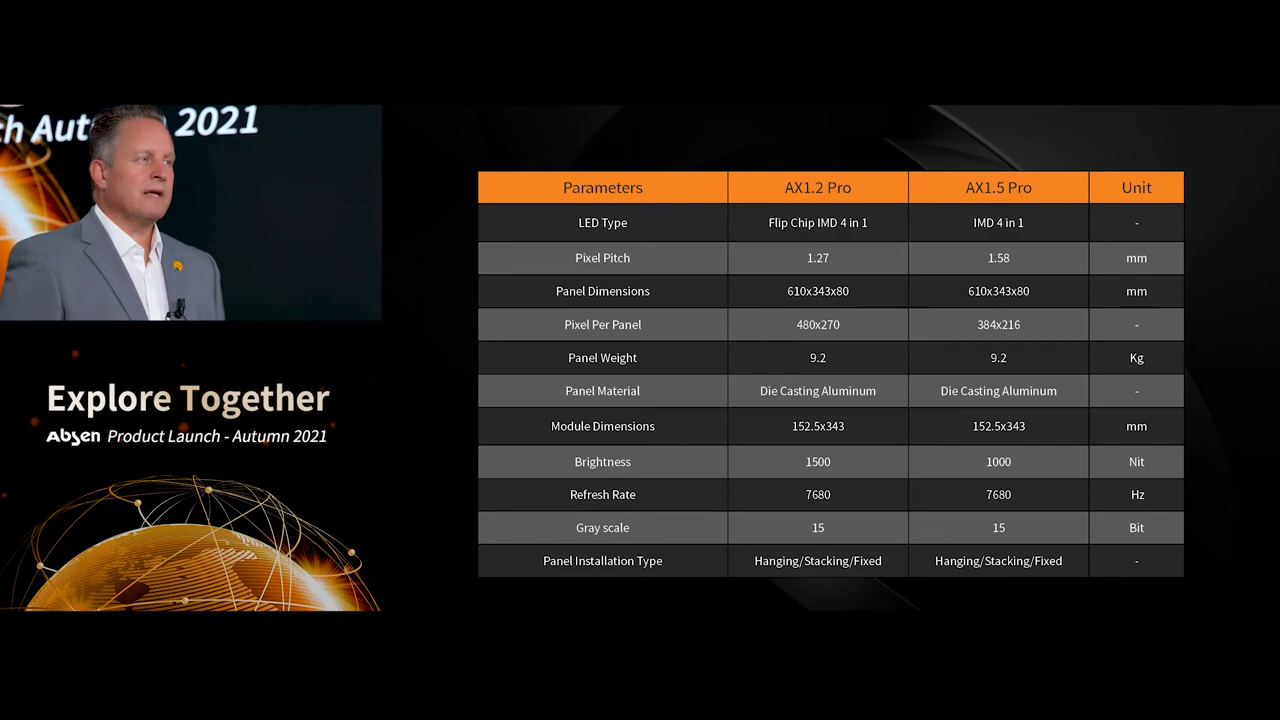 ch Autumn 2021
Explore Together
Absen Product Launch - Autumn 2021
Parameters AX1.2 Pro AX1.5 Pro Unit
LED Type Flip Chip IMD 4 in 1 IMD 4 in 1 -
Pixel Pitch 1.27 1.58 mm
Panel Dimensions 610x343x80 610x343x80 mm
Pixel Per Panel 480x270 384x216 -
Panel Weight 9.2 9.2 Kg
Panel Material Die Casting Aluminum Die Casting Aluminum -
Module Dimensions 152.5x343 152.5x343 mm
Brightness 1500 1000 Nit
Refresh Rate 7680 7680 Hz
Gray scale 15 15 Bit
Panel Installation Type Hanging/Stacking/Fixed Hanging/Stacking/Fixed -